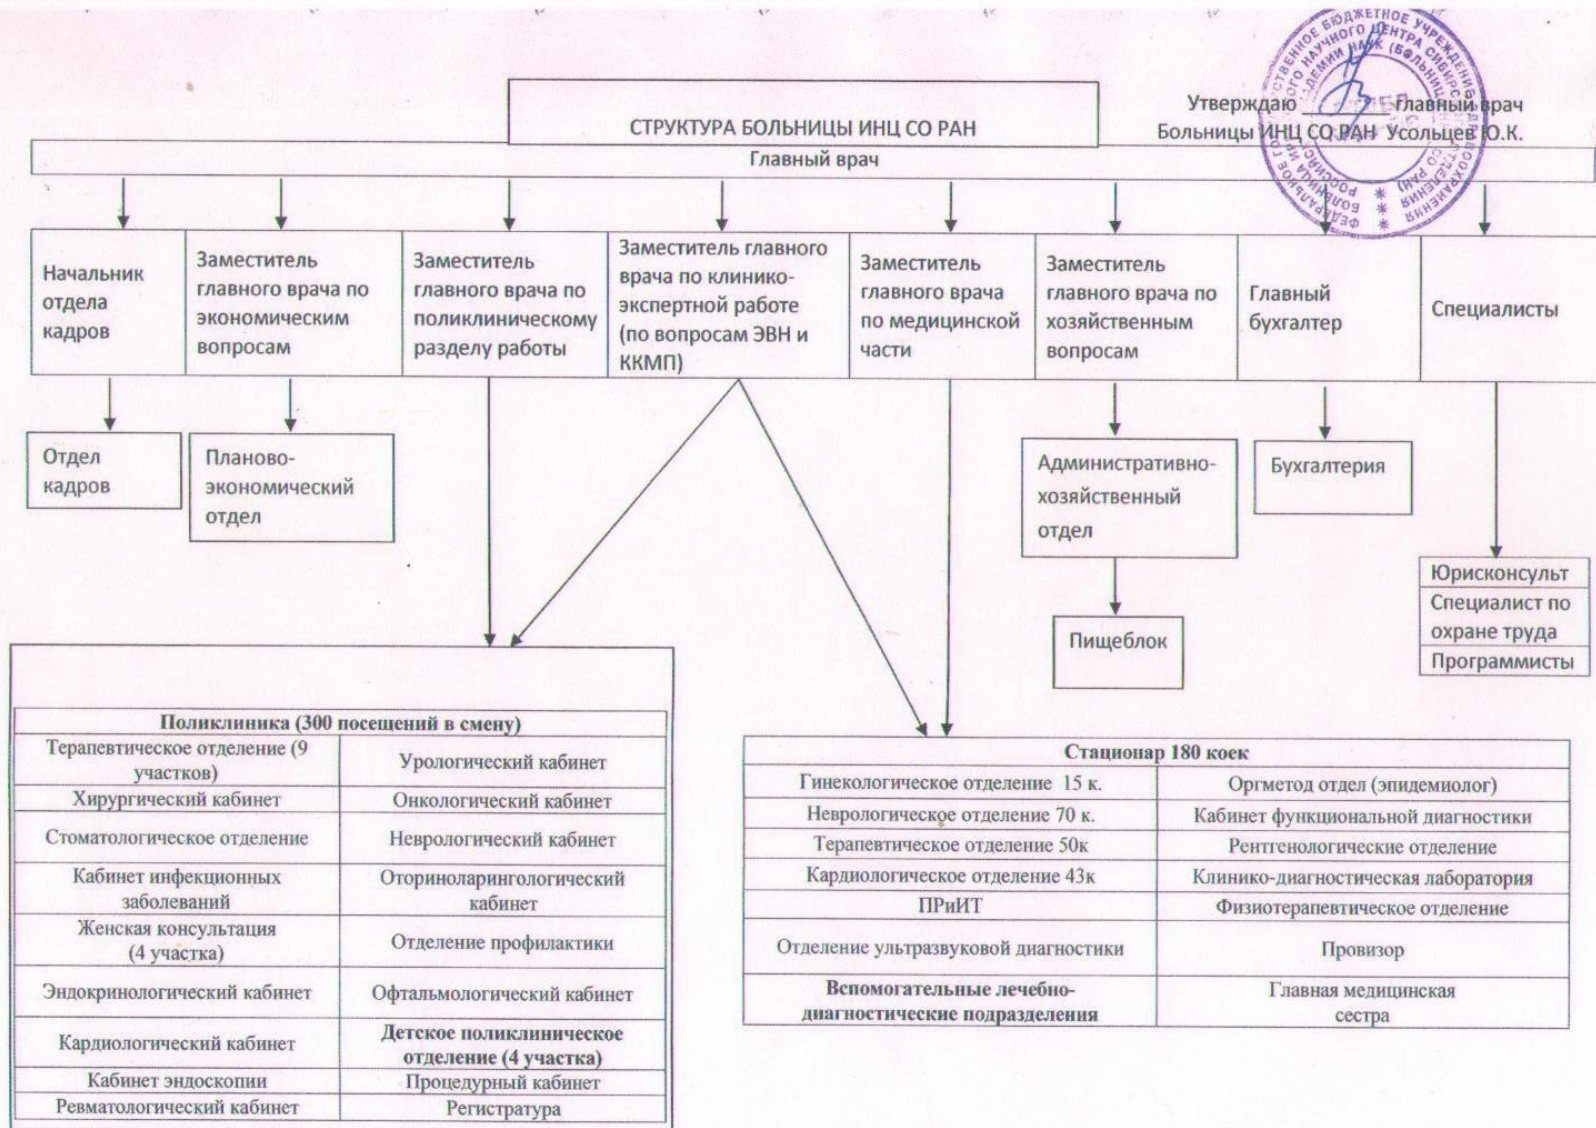 СТРУКТУРА БОЛЬНИЦЫ ИНЦ СО РАН
Утверждаю ________ главный врач
Больницы ИНЦ СО РАН Усольцев Ю.К.
Главный врач
Начальник
отдела
кадров
Заместитель
главного врача по
экономическим
вопросам
Заместитель
главного врача по
поликлиническому
разделу работы
Заместитель главного
врача по клинико-
экспертной работе
(по вопросам ЭВН и
ККМП)
Заместитель
главного врача
по медицинской
части
Заместитель
главного врача по
хозяйственным
вопросам
Главный
бухгалтер
Специалисты
Отдел
кадров
Планово-
экономический
отдел
Административно-
хозяйственный
отдел
Бухгалтерия
Пищеблок
Юрисконсульт
Специалист по
охране труда
Программисты
Поликлиника (300 посещений в смену)
Терапевтическое отделение (9
участков)
Урологический кабинет
Хирургический кабинет
Онкологический кабинет
Стоматологическое отделение
Неврологический кабинет
Кабинет инфекционных
заболеваний
Оториноларингологический
кабинет
Женская консультация
(4 участка)
Отделение профилактики
Эндокринологический кабинет
Офтальмологический кабинет
Кардиологический кабинет
Детское поликлиническое
отделение (4 участка)
Кабинет эндоскопии
Процедурный кабинет
Ревматологический кабинет
Регистратура
Стационар 180 коек
Гинекологическое отделение 15 к.
Оргметод отдел (эпидемиолог)
Неврологическое отделение 70 к.
Кабинет функциональной диагностики
Терапевтическое отделение 50к
Рентгенологические отделение
Кардиологическое отделение 43к
Клинико-диагностическая лаборатория
ПРиИТ
Физиотерапевтическое отделение
Отделение ультразвуковой диагностики
Провизор
Вспомогательные лечебно-
диагностические подразделения
Главная медицинская
сестра